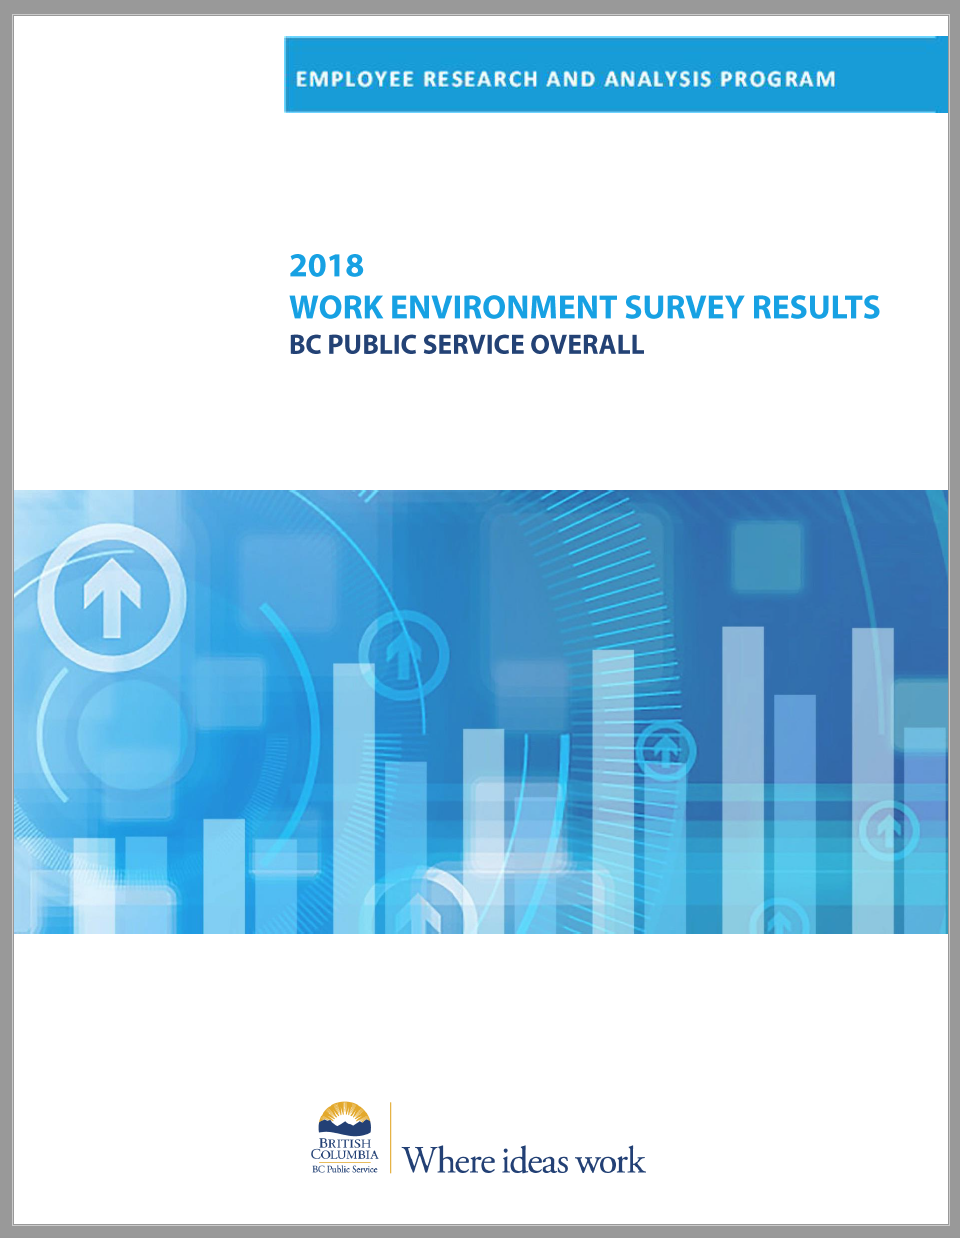 EMPLOYEE RESEARCH AND ANALYSIS PROGRAM
2018
WORK ENVIRONMENT SURVEY RESULTS
BC PUBLIC SERVICE OVERALL
BRITISH
COLUMBIA
BC Public Service
Where ideas work